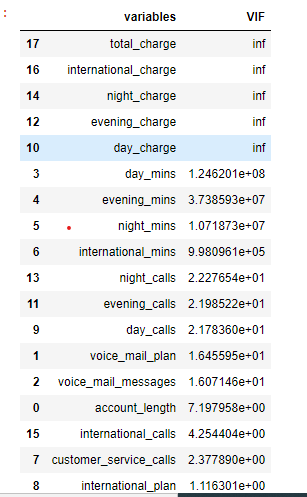 :
variables VIF
17 total_charge inf
16 international_charge inf
14 night_charge inf
12 evening_charge inf
10 day_charge inf
3 day_mins 1.246201e+08
4 evening_mins 3.738593e+07
5 night_mins 1.071873e+07
6 international_mins 9.980961e+05
13 night_calls 2.227654e+01
11 evening_calls 2.198522e+01
9 day_calls 2.178360e+01
1 voice_mail_plan 1.645595e+01
2 voice_mail_messages 1.607146e+01
0 account_length 7.197958e+00
15 international_calls 4.254404e+00
7 customer_service_calls 2.377890e+00
8 international_plan 1.116301e+00